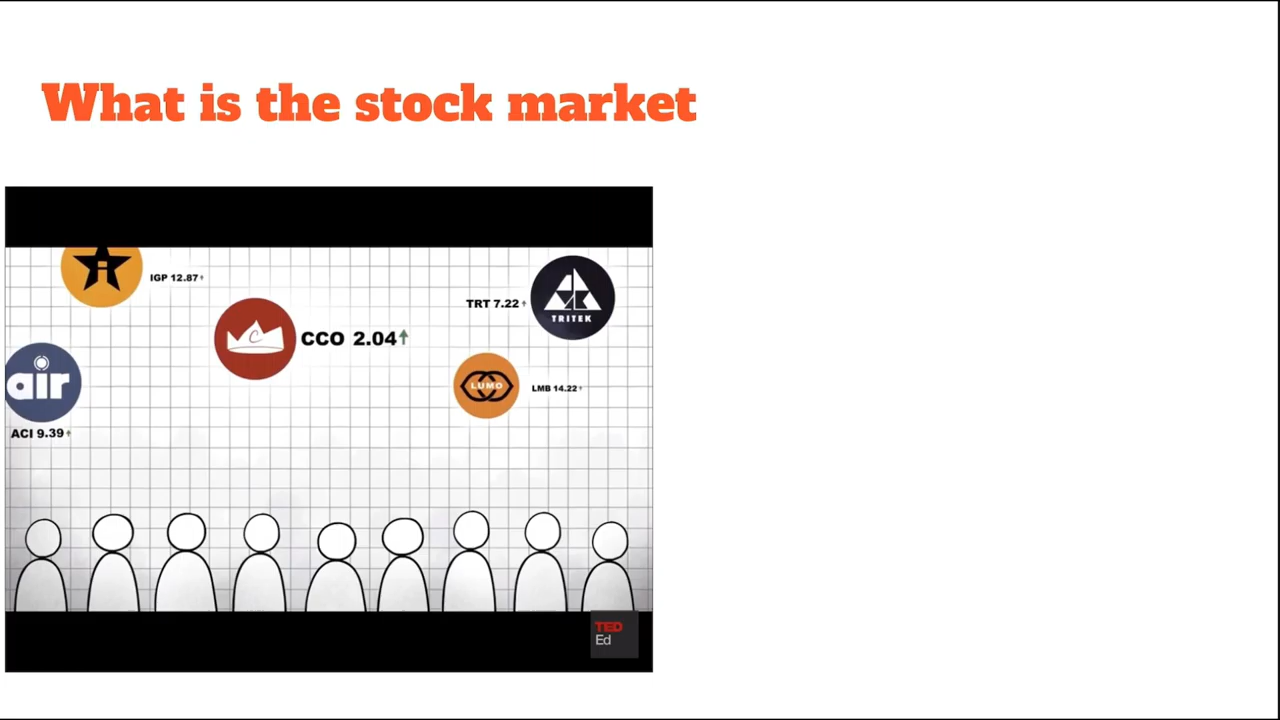 What is the stock market
i
IGP 12.87↑
TRT 7.22↑
TRITEK
C
CCO 2.04↑
air
LUMO
LMB 14.22↑
ACI 9.39↑
TED
Ed